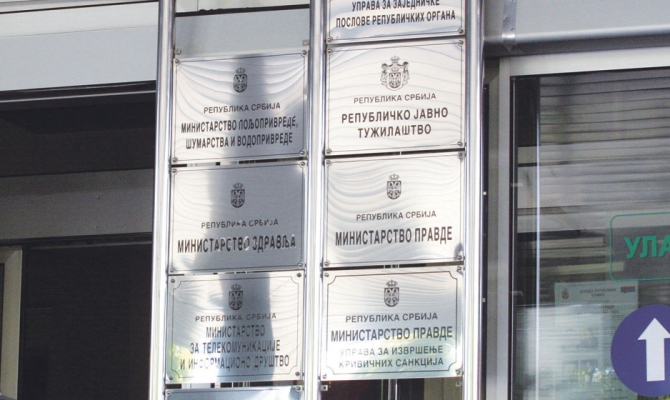 УПРАВА ЗА ЗАЈЕДНИЧКЕ
ПОСЛОВЕ РЕПУБЛИЧКИХ ОРГАНА
РЕПУБЛИКА СРБИЈА
МИНИСТАРСТВО ПОЉОПРИВРЕДЕ,
ШУМАРСТВА И ВОДОПРИВРЕДЕ
РЕПУБЛИКА СРБИЈА
РЕПУБЛИЧКО ЈАВНО
ТУЖИЛАШТВО
РЕПУБЛИКА СРБИЈА
МИНИСТАРСТВО ЗДРАВЉА
РЕПУБЛИКА СРБИЈА
МИНИСТАРСТВО ПРАВДЕ
РЕПУБЛИКА СРБИЈА
МИНИСТАРСТВО
ЗА ТЕЛЕКОМУНИКАЦИЈЕ
И ИНФОРМАЦИОНО ДРУШТВО
РЕПУБЛИКА СРБИЈА
МИНИСТАРСТВО ПРАВДЕ
УПРАВА ЗА ИЗВРШЕЊЕ
КРИВИЧНИХ САНКЦИЈА
УЛА